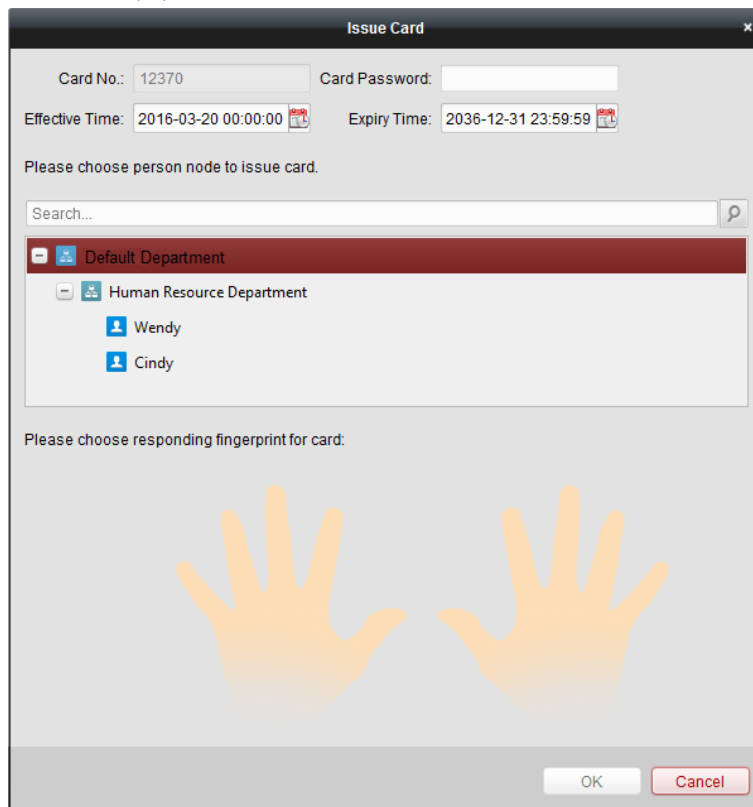 Issue Card ×
Card No.: 12370 Card Password:
Effective Time: 2016-03-20 00:00:00 Expiry Time: 2036-12-31 23:59:59
Please choose person node to issue card.
Search...
Default Department
Human Resource Department
Wendy
Cindy
Please choose responding fingerprint for card:
OK Cancel